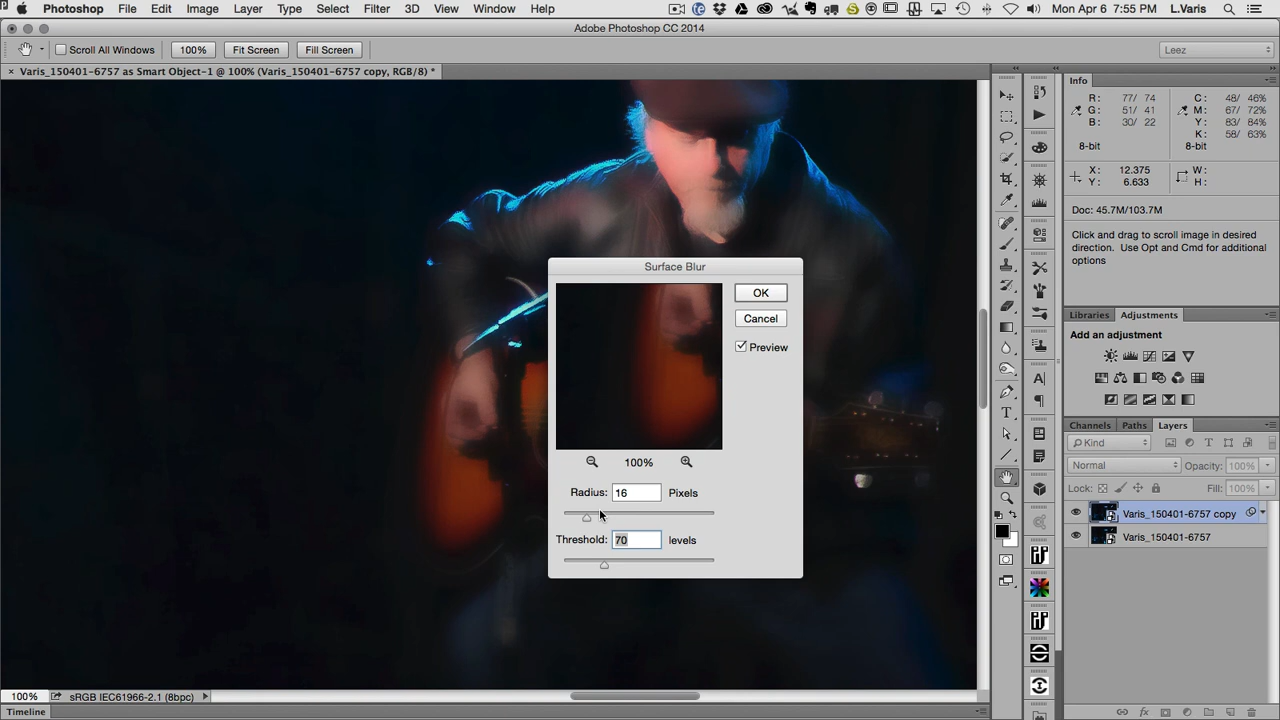 Photoshop File Edit Image Layer Type Select Filter 3D View Window Help Mon Apr 6 7:55 PM L.Varis
Adobe Photoshop CC 2014
Scroll All Windows 100% Fit Screen Fill Screen Leez
× Varis_150401-6757 as Smart Object-1 @ 100% (Varis_150401-6757 copy, RGB/8) *
Info
R: 77/ 74 C: 48/ 46%
G: 51/ 41 M: 67/ 72%
B: 30/ 22 Y: 83/ 84%
K: 58/ 63%
8-bit 8-bit
X: 12.375 W:
Y: 6.633 H:
Doc: 45.7M/103.7M
Click and drag to scroll image in desired
direction. Use Opt and Cmd for additional
options
Surface Blur
OK
Cancel
Preview
100%
Radius: 16 Pixels
Threshold: 70 levels
Libraries Adjustments
Add an adjustment
Channels Paths Layers
Kind
Normal Opacity: 100%
Lock: Fill: 100%
Varis_150401-6757 copy
Varis_150401-6757
100% sRGB IEC61966-2.1 (8bpc)
Timeline